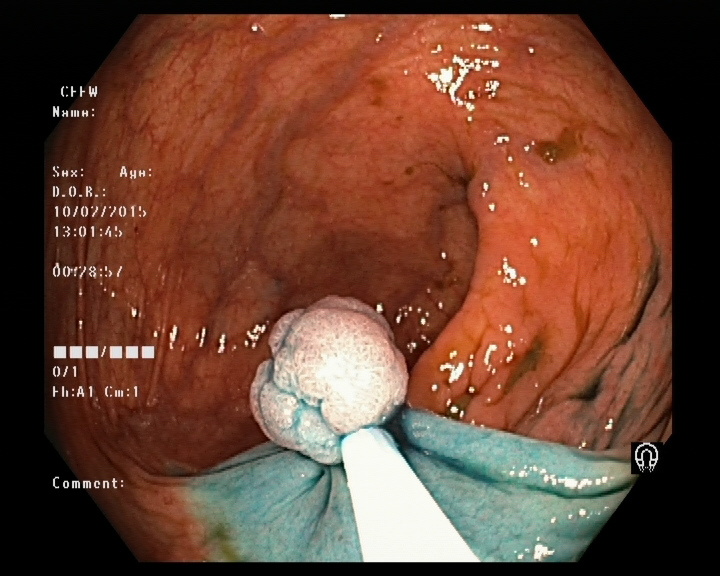 CFFW
Name:
Sex: Age:
D.O.B.:
10/02/2015
13:01:45
00:28:57
■■■/■■■
0/1
Eh:A1 Cm:1
Comment: